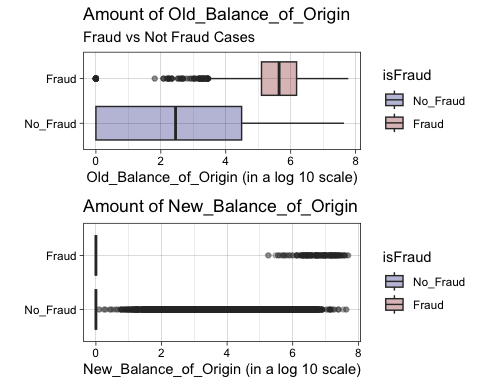 Amount of Old_Balance_of_Origin
Fraud vs Not Fraud Cases
Fraud
No_Fraud
0 2 4 6 8
Old_Balance_of_Origin (in a log 10 scale)
isFraud
No_Fraud
Fraud
Amount of New_Balance_of_Origin
Fraud
No_Fraud
0 2 4 6 8
New_Balance_of_Origin (in a log 10 scale)
isFraud
No_Fraud
Fraud